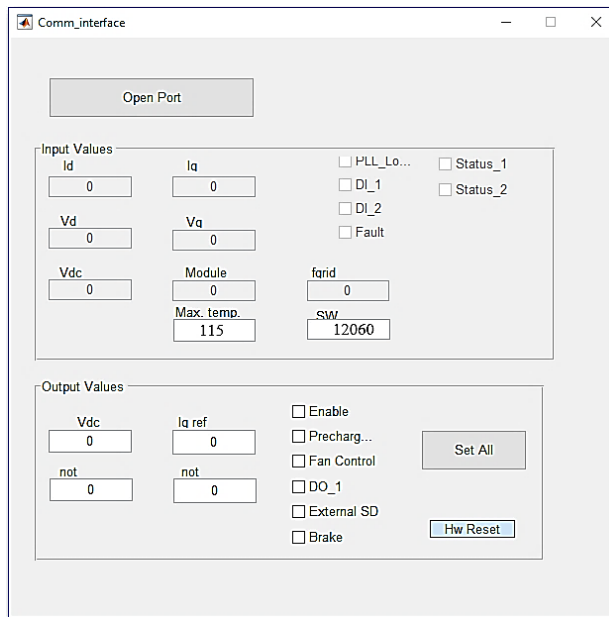 Comm_interface
Open Port
Input Values
Id Iq
0 0
PLL_Lo... Status_1
DI_1 Status_2
DI_2
Fault
Vd Vq
0 0
Vdc Module fgrid
0 0 0
Max. temp. SW
115 12060
Output Values
Vdc Iq ref
0 0
not not
0 0
Enable
Precharg...
Fan Control
DO_1
External SD
Brake
Set All
Hw Reset